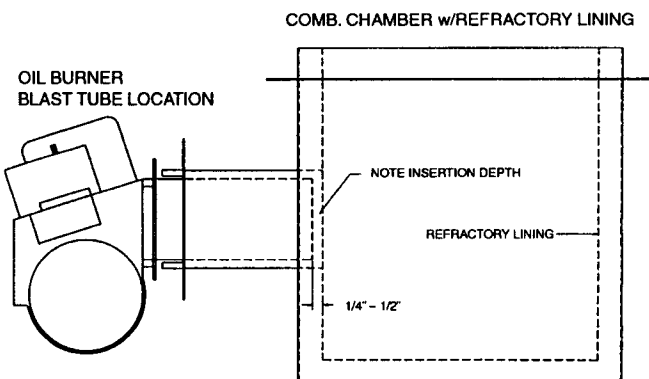 COMB. CHAMBER w/REFRACTORY LINING
OIL BURNER
BLAST TUBE LOCATION
NOTE INSERTION DEPTH
REFRACTORY LINING
1/4" – 1/2"